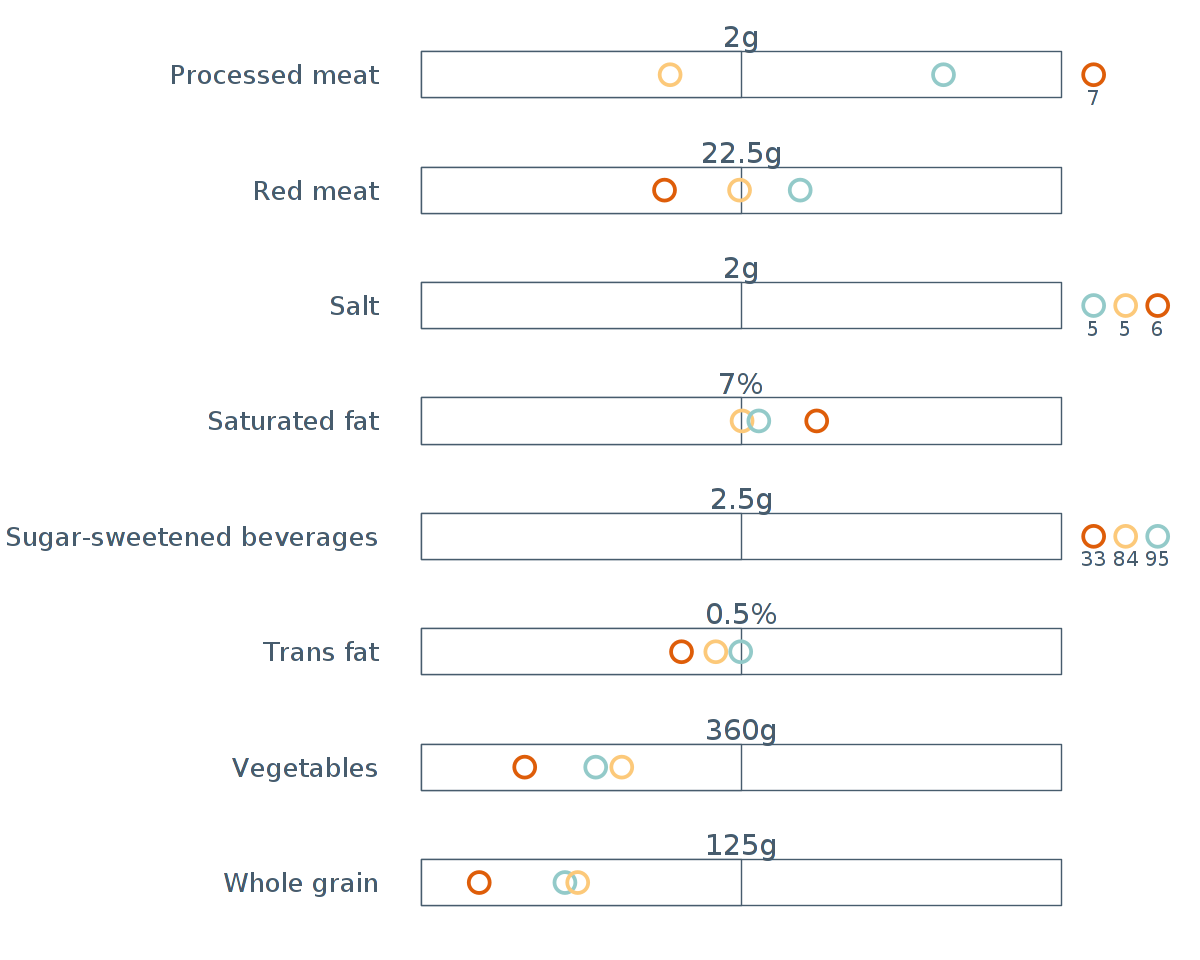 2g
Processed meat
7
22.5g
Red meat
2g
Salt
5 5 6
7%
Saturated fat
2.5g
Sugar-sweetened beverages
33 84 95
0.5%
Trans fat
360g
Vegetables
125g
Whole grain